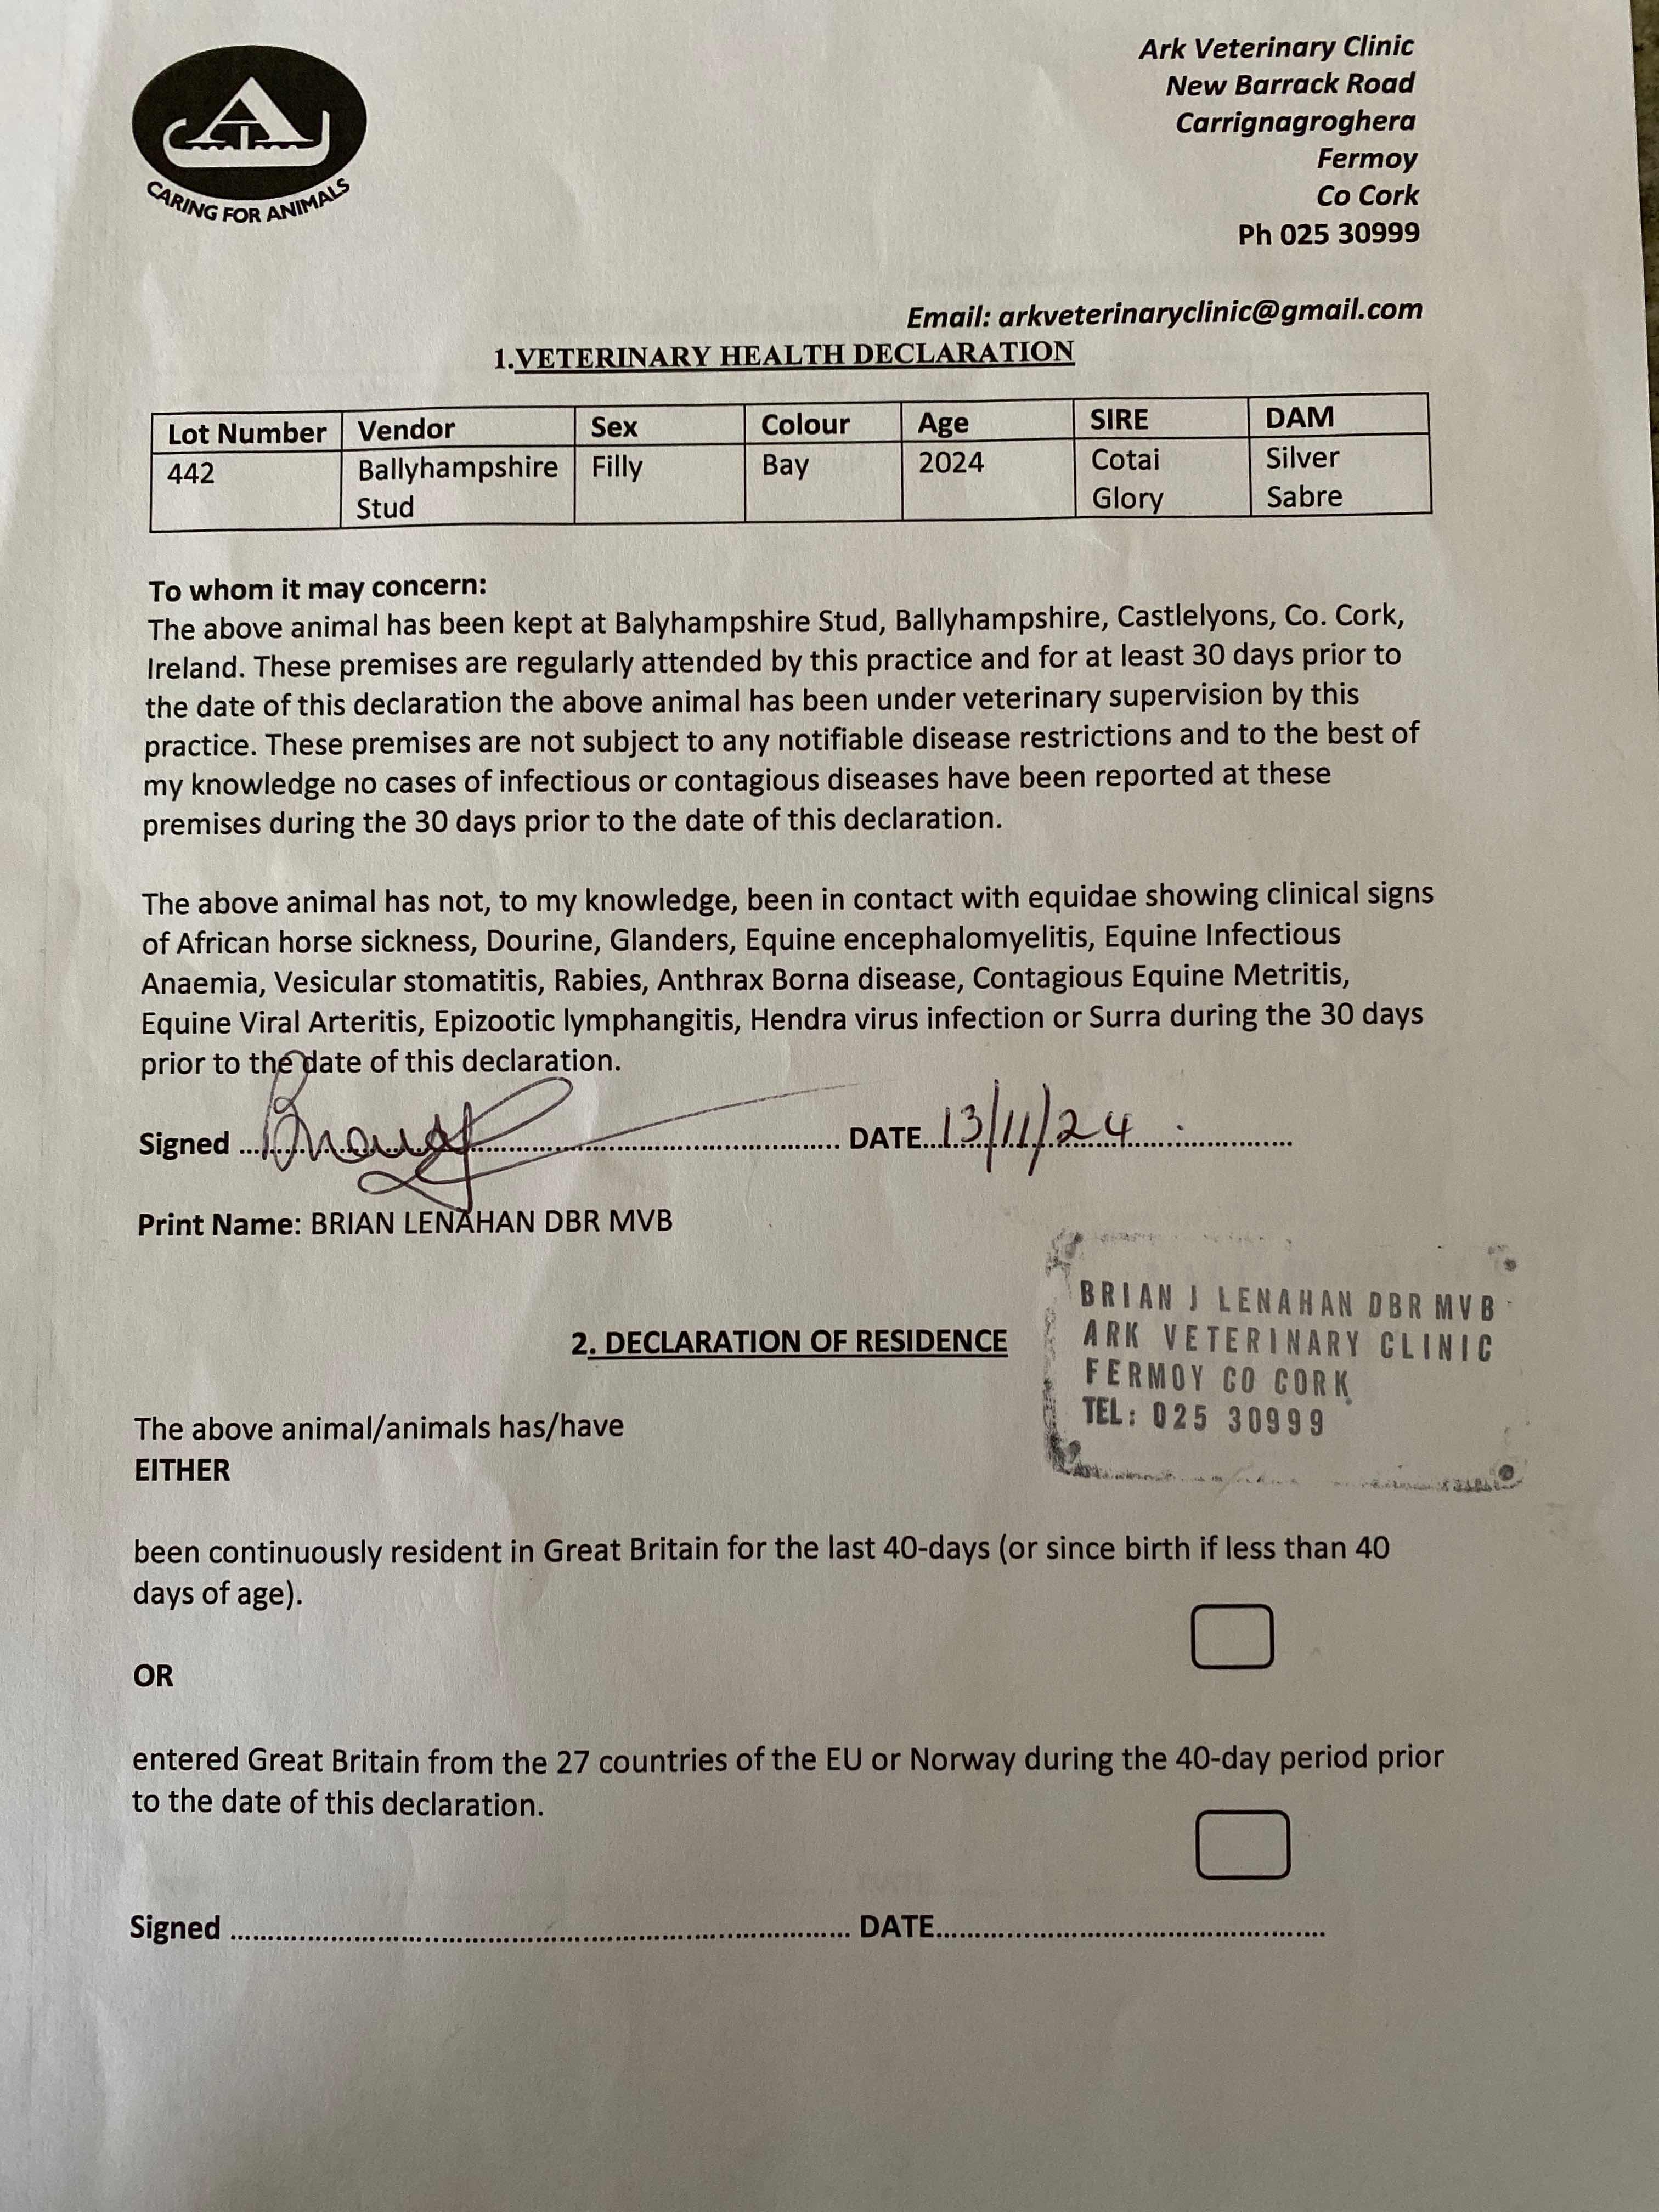 CARING FOR ANIMALS
Ark Veterinary Clinic
New Barrack Road
Carrignagroghera
Fermoy
Co Cork
Ph 025 30999
Email: arkveterinaryclinic@gmail.com
1.VETERINARY HEALTH DECLARATION
Lot Number Vendor Sex Colour Age SIRE DAM
442 Ballyhampshire Filly Bay 2024 Cotai Silver
Stud Glory Sabre
To whom it may concern:
The above animal has been kept at Balyhampshire Stud, Ballyhampshire, Castlelyons, Co. Cork,
Ireland. These premises are regularly attended by this practice and for at least 30 days prior to
the date of this declaration the above animal has been under veterinary supervision by this
practice. These premises are not subject to any notifiable disease restrictions and to the best of
my knowledge no cases of infectious or contagious diseases have been reported at these
premises during the 30 days prior to the date of this declaration.
The above animal has not, to my knowledge, been in contact with equidae showing clinical signs
of African horse sickness, Dourine, Glanders, Equine encephalomyelitis, Equine Infectious
Anaemia, Vesicular stomatitis, Rabies, Anthrax Borna disease, Contagious Equine Metritis,
Equine Viral Arteritis, Epizootic lymphangitis, Hendra virus infection or Surra during the 30 days
prior to the date of this declaration.
Signed DATE 13/11/24
Print Name: BRIAN LENAHAN DBR MVB
BRIAN J LENAHAN DBR MVB
ARK VETERINARY CLINIC
FERMOY CO CORK
TEL: 025 30999
2. DECLARATION OF RESIDENCE
The above animal/animals has/have
EITHER
been continuously resident in Great Britain for the last 40-days (or since birth if less than 40
days of age).
OR
entered Great Britain from the 27 countries of the EU or Norway during the 40-day period prior
to the date of this declaration.
Signed DATE